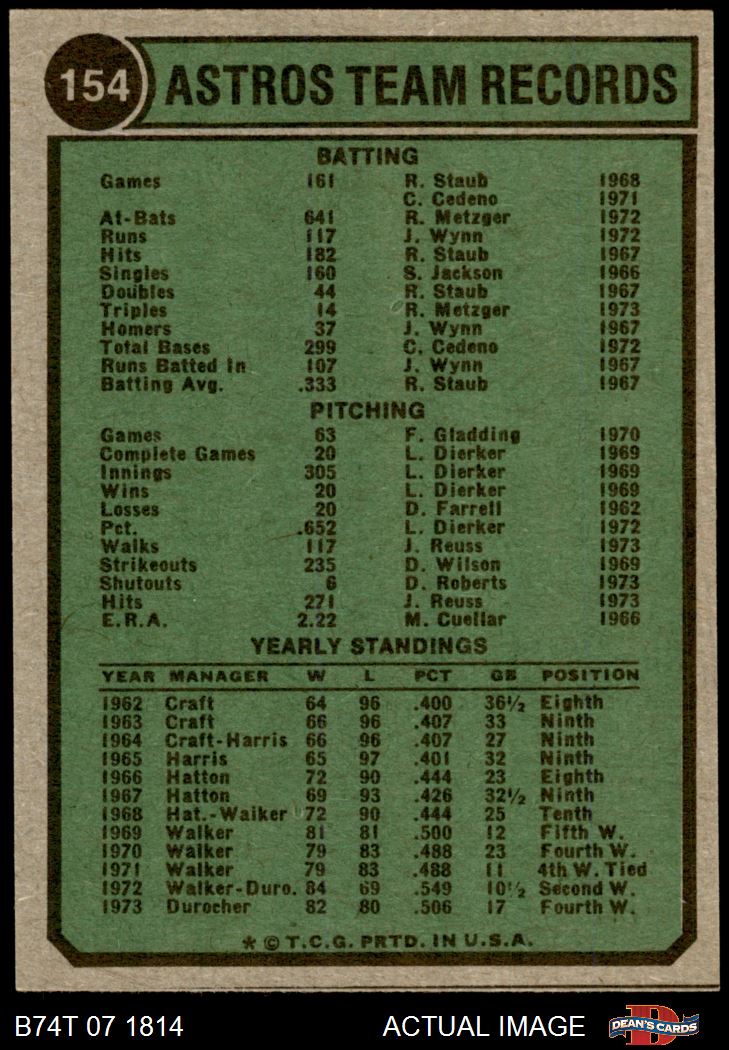 154 ASTROS TEAM RECORDS
BATTING
Games 161 R. Staub 1968
C. Cedeno 1971
At-Bats 641 R. Metzger 1972
Runs 117 J. Wynn 1972
Hits 182 R. Staub 1967
Singles 160 S. Jackson 1966
Doubles 44 R. Staub 1967
Triples 14 R. Metzger 1973
Homers 37 J. Wynn 1967
Total Bases 299 C. Cedeno 1972
Runs Batted In 107 J. Wynn 1967
Batting Avg. .333 R. Staub 1967
PITCHING
Games 63 F. Gladding 1970
Complete Games 20 L. Dierker 1969
Innings 305 L. Dierker 1969
Wins 20 L. Dierker 1969
Losses 20 D. Farrell 1962
Pct. .652 L. Dierker 1972
Walks 117 J. Reuss 1973
Strikeouts 235 D. Wilson 1969
Shutouts 6 D. Roberts 1973
Hits 271 J. Reuss 1973
E.R.A. 2.22 M. Cuellar 1966
YEARLY STANDINGS
YEAR MANAGER W L PCT GB POSITION
1962 Craft 64 96 .400 36½ Eighth
1963 Craft 66 96 .407 33 Ninth
1964 Craft-Harris 66 96 .407 27 Ninth
1965 Harris 65 97 .401 32 Ninth
1966 Hatton 72 90 .444 23 Eighth
1967 Hatton 69 93 .426 32½ Ninth
1968 Hat.-Walker 72 90 .444 25 Tenth
1969 Walker 81 81 .500 12 Fifth W.
1970 Walker 79 83 .488 23 Fourth W.
1971 Walker 79 83 .488 11 4th W. Tied
1972 Walker-Duro. 84 69 .549 10½ Second W.
1973 Durocher 82 80 .506 17 Fourth W.
* © T.C.G. PRTD. IN U.S.A.
B74T 07 1814 ACTUAL IMAGE DEAN'S CARDS